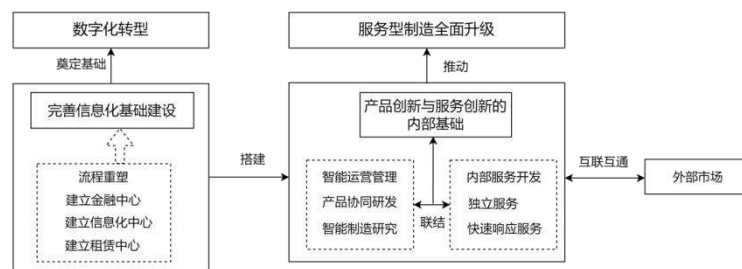 数字化转型
服务型制造全面升级
奠定基础
推动
完善信息化基础建设
产品创新与服务创新的
内部基础
搭建
流程重塑
建立金融中心
建立信息化中心
建立租赁中心
智能运营管理
产品协同研发
智能制造研究
联结
内部服务开发
独立服务
快速响应服务
互联互通
外部市场